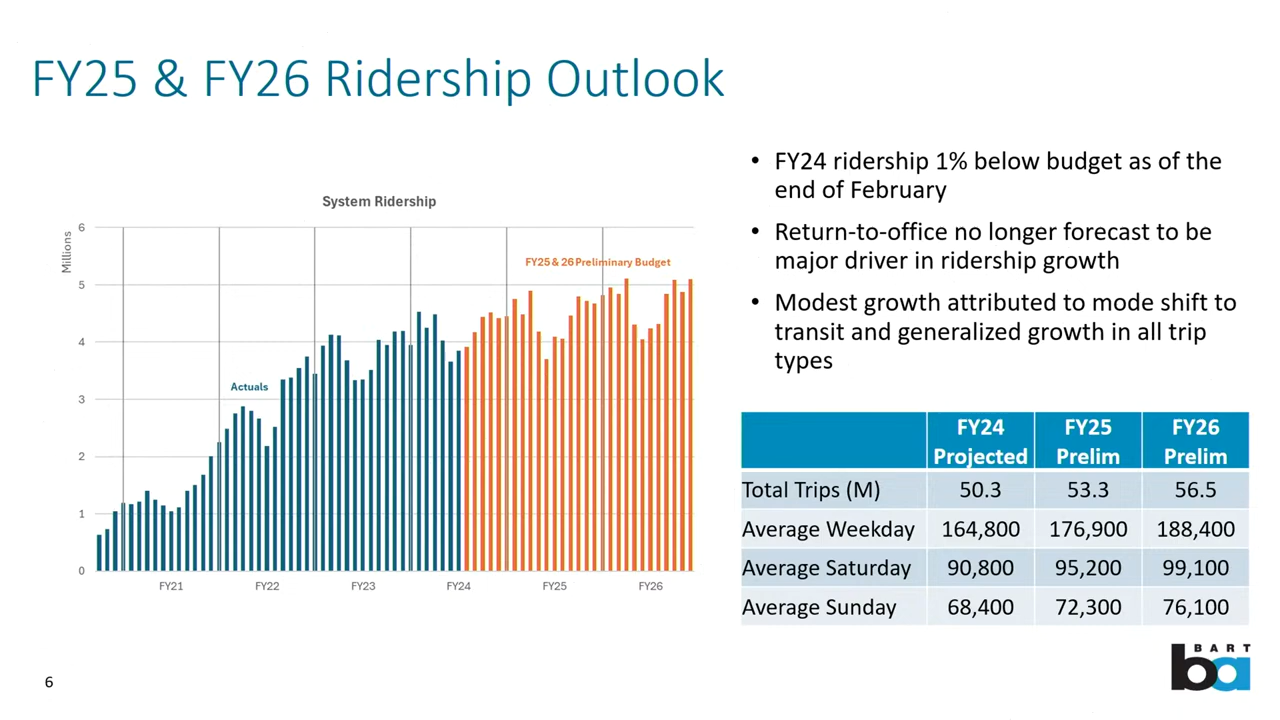 FY25 & FY26 Ridership Outlook
System Ridership
Millions
6
5
4
3
2
1
0
FY25 & 26 Preliminary Budget
Actuals
FY21
FY22
FY23
FY24
FY25
FY26
• FY24 ridership 1% below budget as of the
end of February
• Return-to-office no longer forecast to be
major driver in ridership growth
• Modest growth attributed to mode shift to
transit and generalized growth in all trip
types
FY24 Projected FY25 Prelim FY26 Prelim
Total Trips (M) 50.3 53.3 56.5
Average Weekday 164,800 176,900 188,400
Average Saturday 90,800 95,200 99,100
Average Sunday 68,400 72,300 76,100
BART
ba
6